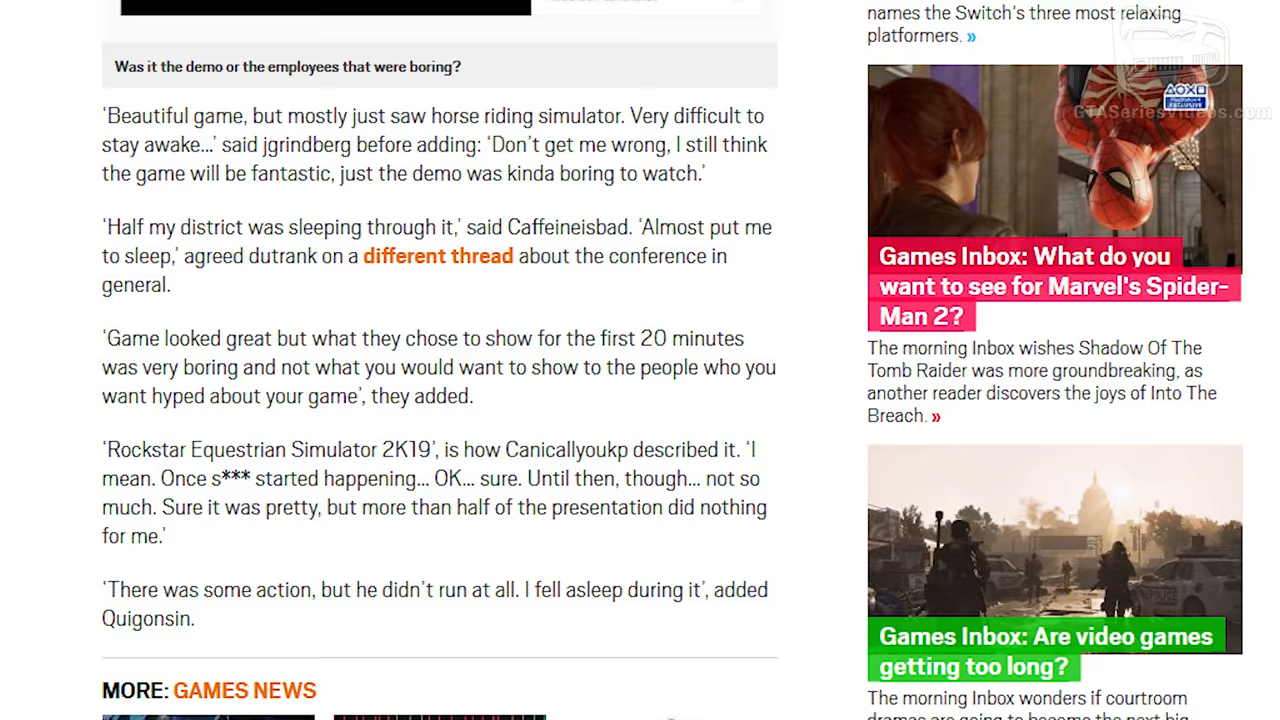 Was it the demo or the employees that were boring?
‘Beautiful game, but mostly just saw horse riding simulator. Very difficult to
stay awake…’ said jgrindberg before adding: ‘Don’t get me wrong, I still think
the game will be fantastic, just the demo was kinda boring to watch.’
‘Half my district was sleeping through it,’ said Caffeineisbad. ‘Almost put me
to sleep,’ agreed dutrank on a different thread about the conference in
general.
‘Game looked great but what they chose to show for the first 20 minutes
was very boring and not what you would want to show to the people who you
want hyped about your game’, they added.
‘Rockstar Equestrian Simulator 2K19’, is how Canicallyoukp described it. ‘I
mean. Once s*** started happening… OK… sure. Until then, though… not so
much. Sure it was pretty, but more than half of the presentation did nothing
for me.’
‘There was some action, but he didn’t run at all. I fell asleep during it’, added
Quigonsin.
MORE: GAMES NEWS
names the Switch’s three most relaxing
platformers. »
GTASeriesVideos.com
Games Inbox: What do you
want to see for Marvel's Spider-
Man 2?
The morning Inbox wishes Shadow Of The
Tomb Raider was more groundbreaking, as
another reader discovers the joys of Into The
Breach. »
Games Inbox: Are video games
getting too long?
The morning Inbox wonders if courtroom
dramas are going to become the next big